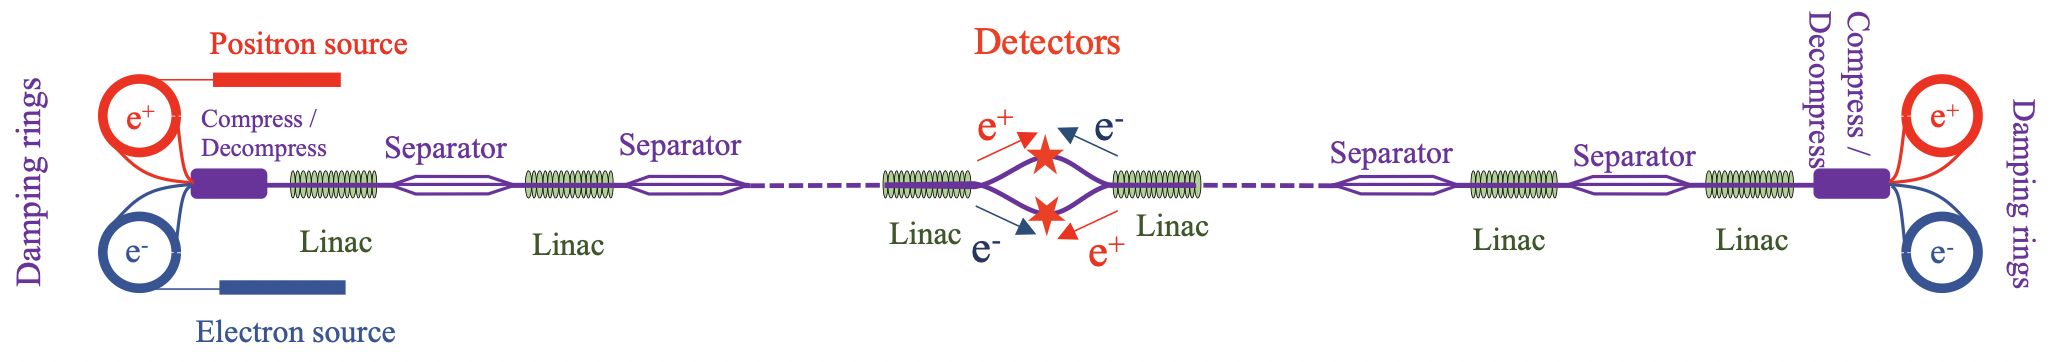 Damping rings
Positron source
e⁺
Compress /
Decompress
e⁻
Electron source
Linac
Separator
Linac
Separator
Detectors
Linac
e⁺
e⁻
e⁻
e⁺
Linac
Separator
Linac
Separator
Linac
Compress /
Decompress
e⁺
e⁻
Damping rings